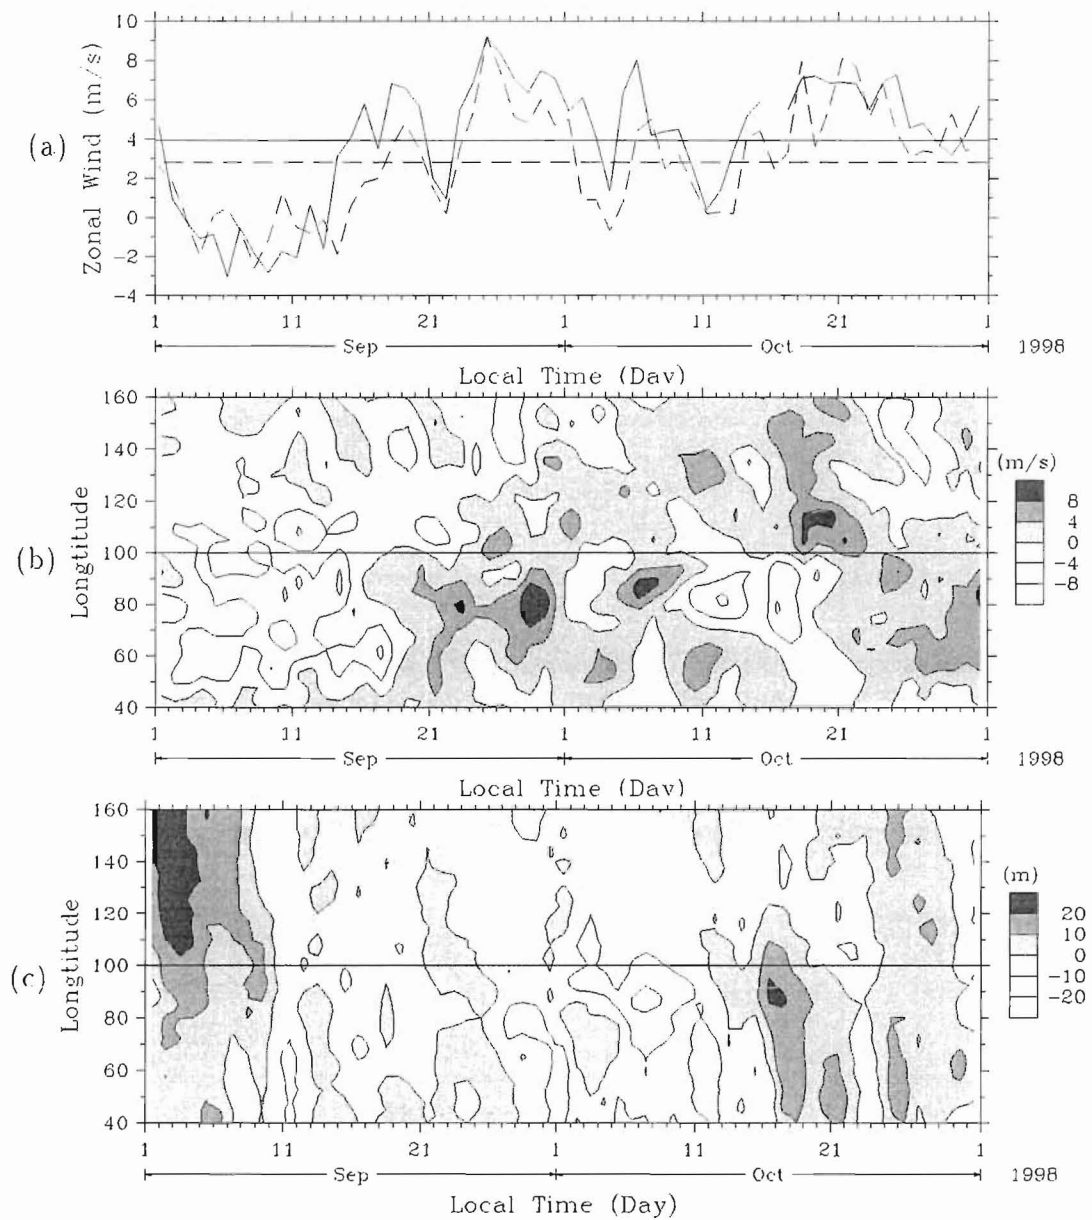 10
8
6
4
2
0
-2
-4
Zonal Wind (m/s)
(a)
1 11 21 1 11 21 1
Sep Oct 1998
Local Time (Dav)
160
140
120
100
80
60
40
Longtitude
(b)
(m/s)
8
4
0
-4
-8
1 11 21 1 11 21 1
Sep Oct 1998
Local Time (Dav)
160
140
120
100
80
60
40
Longtitude
(c)
(m)
20
10
0
-10
-20
1 11 21 1 11 21 1
Sep Oct 1998
Local Time (Day)